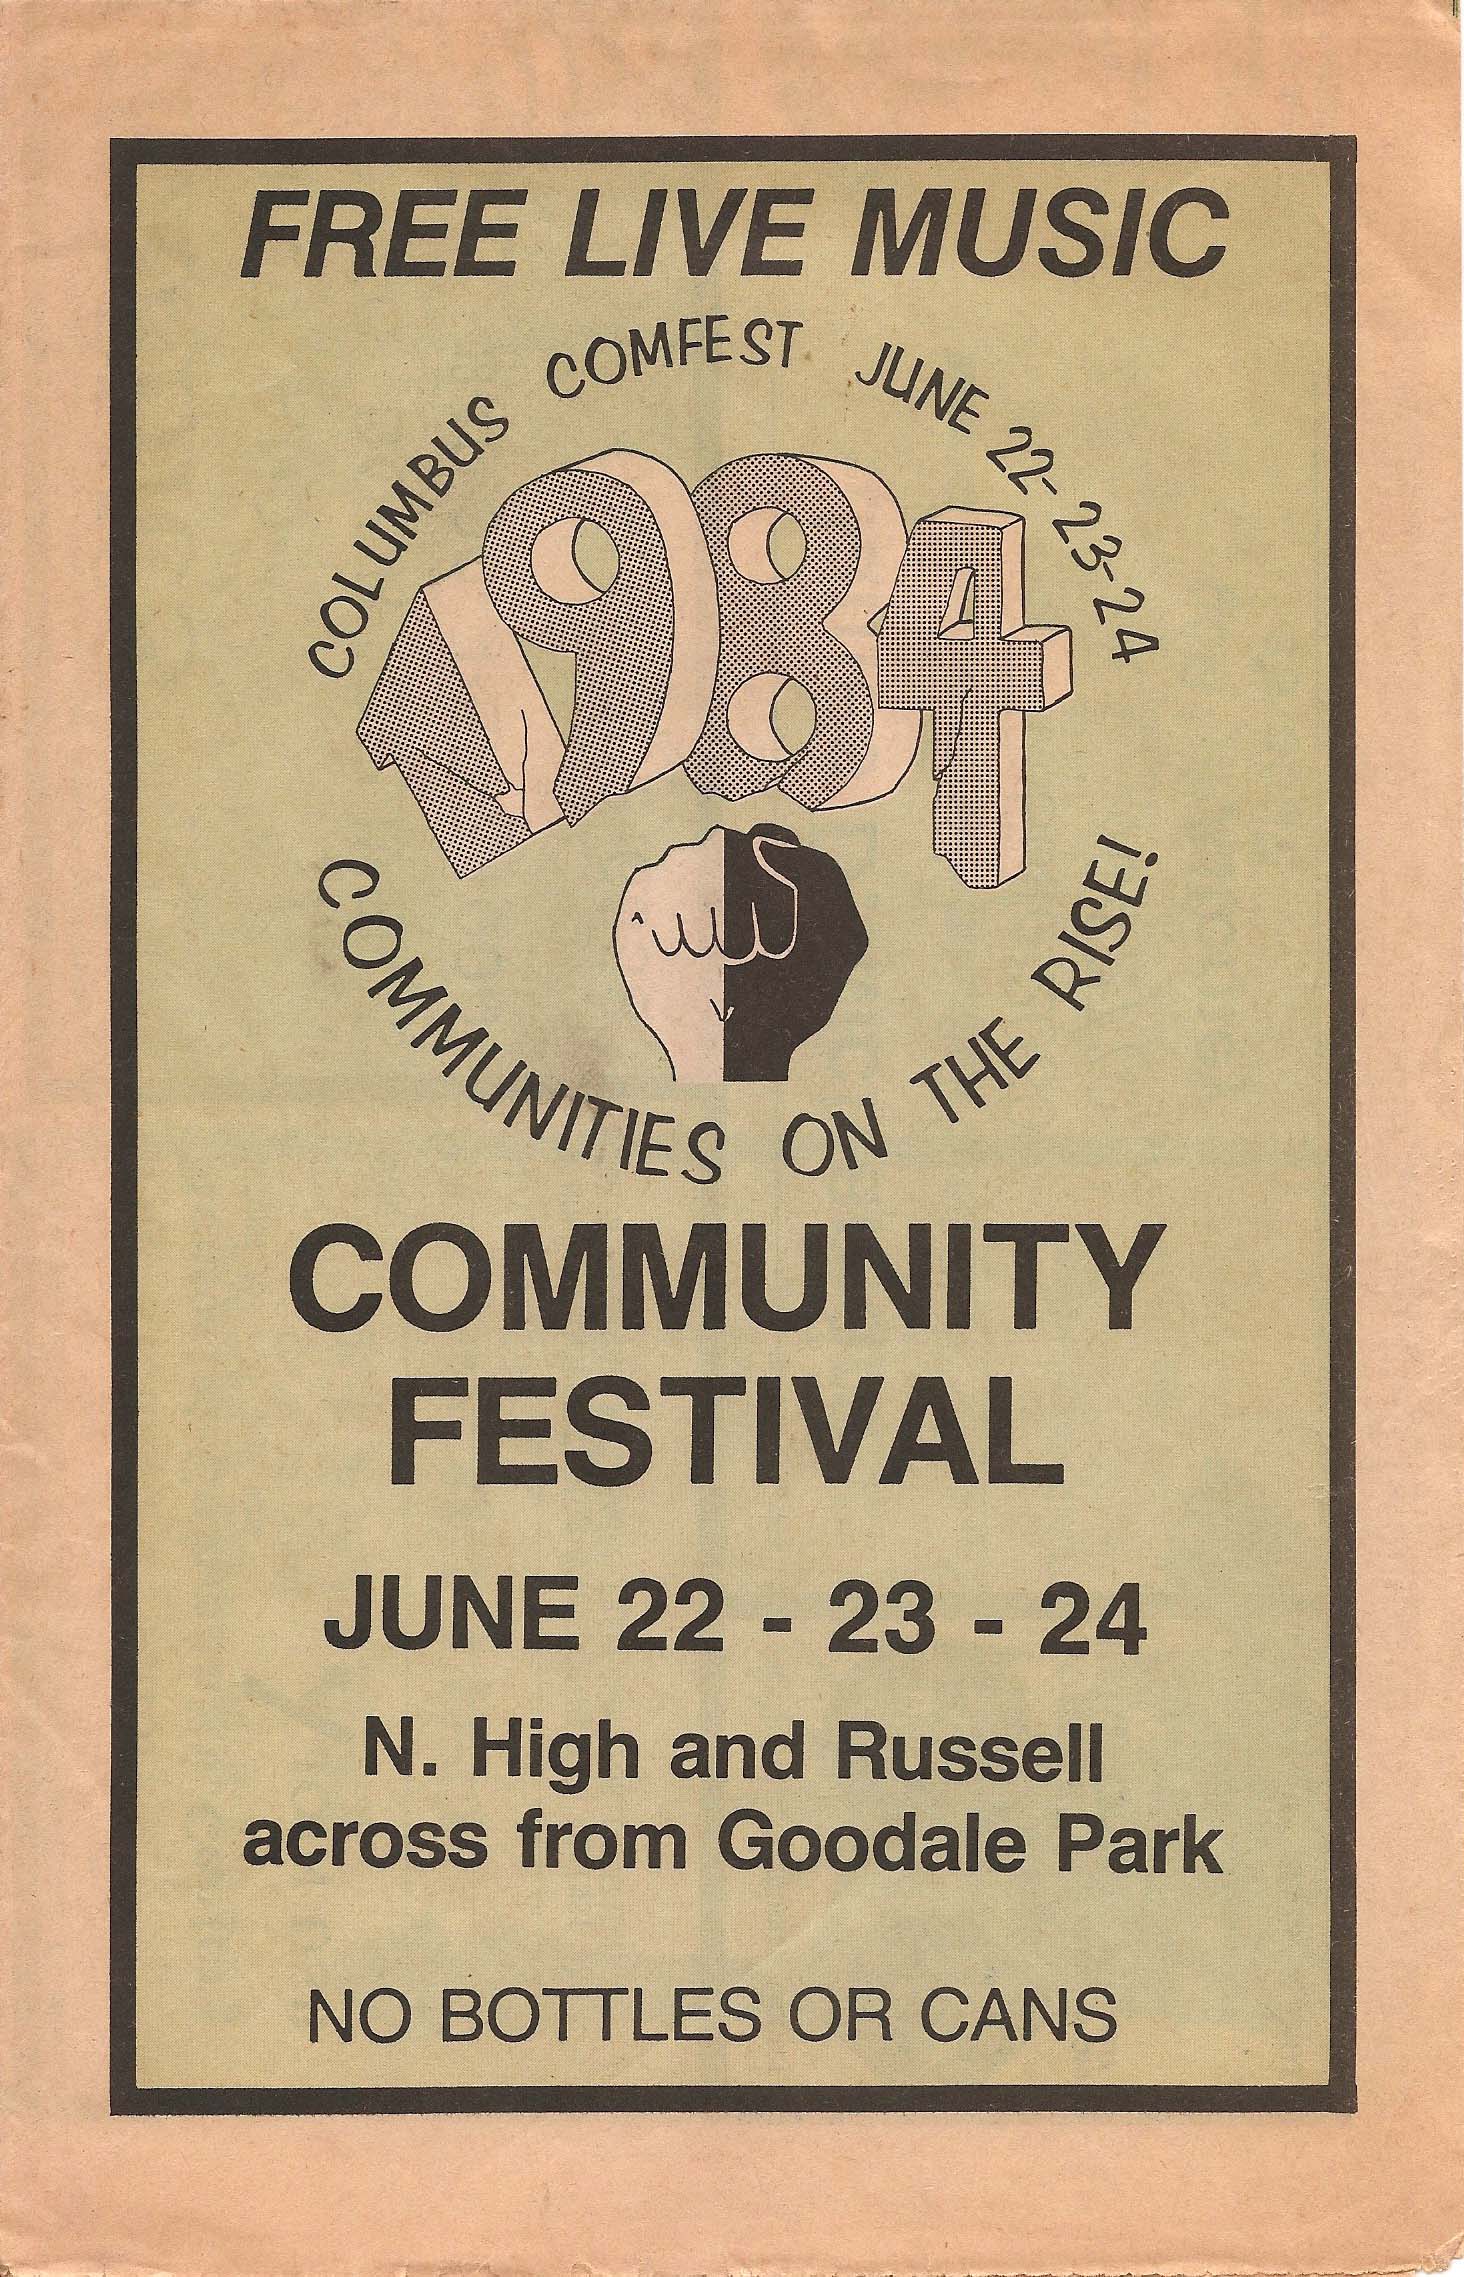 FREE LIVE MUSIC
COLUMBUS COMFEST JUNE 22-23-24
1984
COMMUNITIES ON THE RISE!
COMMUNITY
FESTIVAL
JUNE 22 - 23 - 24
N. High and Russell
across from Goodale Park
NO BOTTLES OR CANS